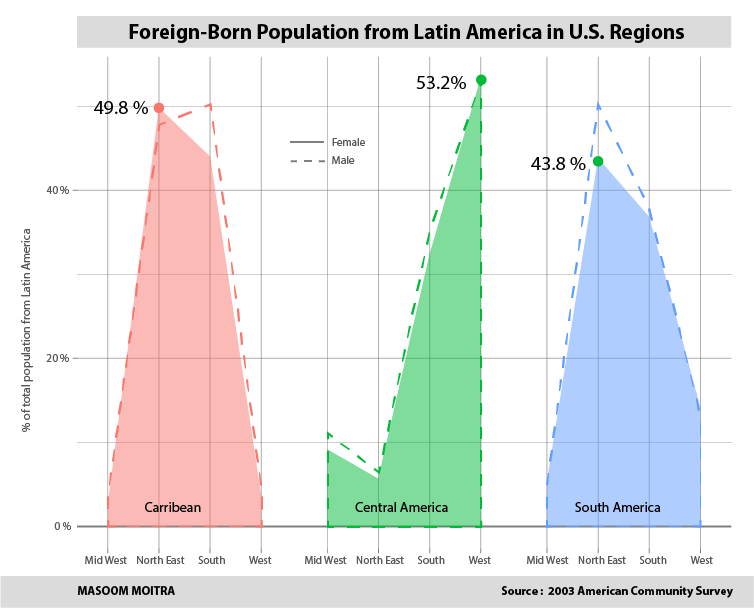 Foreign-Born Population from Latin America in U.S. Regions
49.8 %
53.2%
43.8 %
Female
Male
40 %
20 %
0 %
% of total population from Latin America
Carribean
Central America
South America
Mid West North East South West
Mid West North East South West
Mid West North East South West
MASOOM MOITRA
Source : 2003 American Community Survey